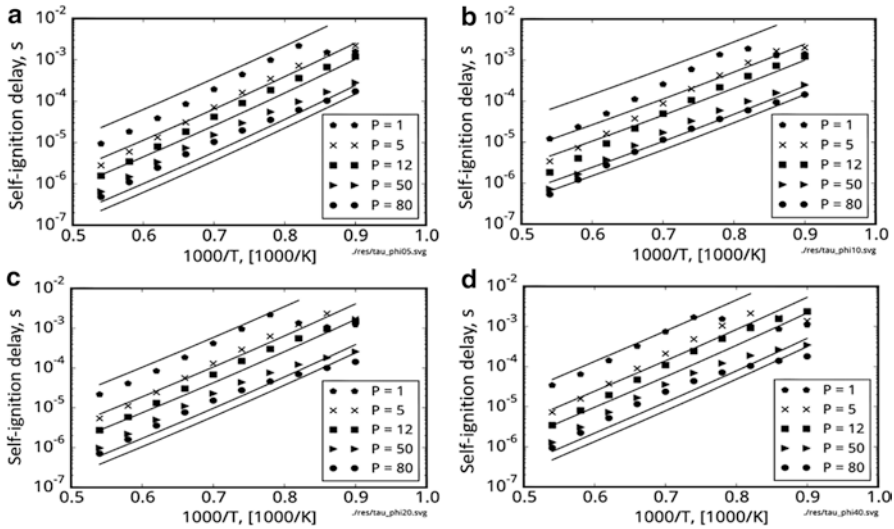 a
Self-ignition delay, s
10-2
10-3
10-4
10-5
10-6
10-7
P = 1
P = 5
P = 12
P = 50
P = 80
0.5 0.6 0.7 0.8 0.9 1.0
1000/T, [1000/K]
./res/tau_phi05.svg
b
Self-ignition delay, s
10-2
10-3
10-4
10-5
10-6
10-7
P = 1
P = 5
P = 12
P = 50
P = 80
0.5 0.6 0.7 0.8 0.9 1.0
1000/T, [1000/K]
./res/tau_phi10.svg
c
Self-ignition delay, s
10-2
10-3
10-4
10-5
10-6
10-7
P = 1
P = 5
P = 12
P = 50
P = 80
0.5 0.6 0.7 0.8 0.9 1.0
1000/T, [1000/K]
./res/tau_phi20.svg
d
Self-ignition delay, s
10-2
10-3
10-4
10-5
10-6
10-7
P = 1
P = 5
P = 12
P = 50
P = 80
0.5 0.6 0.7 0.8 0.9 1.0
1000/T, [1000/K]
./res/tau_phi40.svg